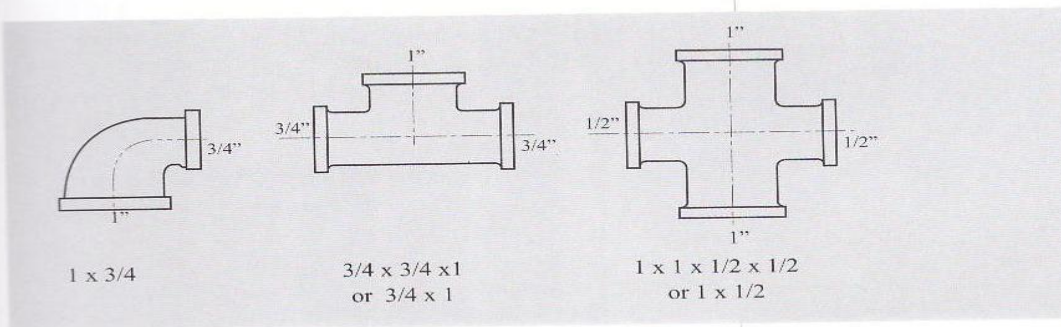 3/4”
1”
1 x 3/4
1”
3/4”
3/4”
3/4 x 3/4 x1
or 3/4 x 1
1”
1/2”
1/2”
1”
1 x 1 x 1/2 x 1/2
or 1 x 1/2